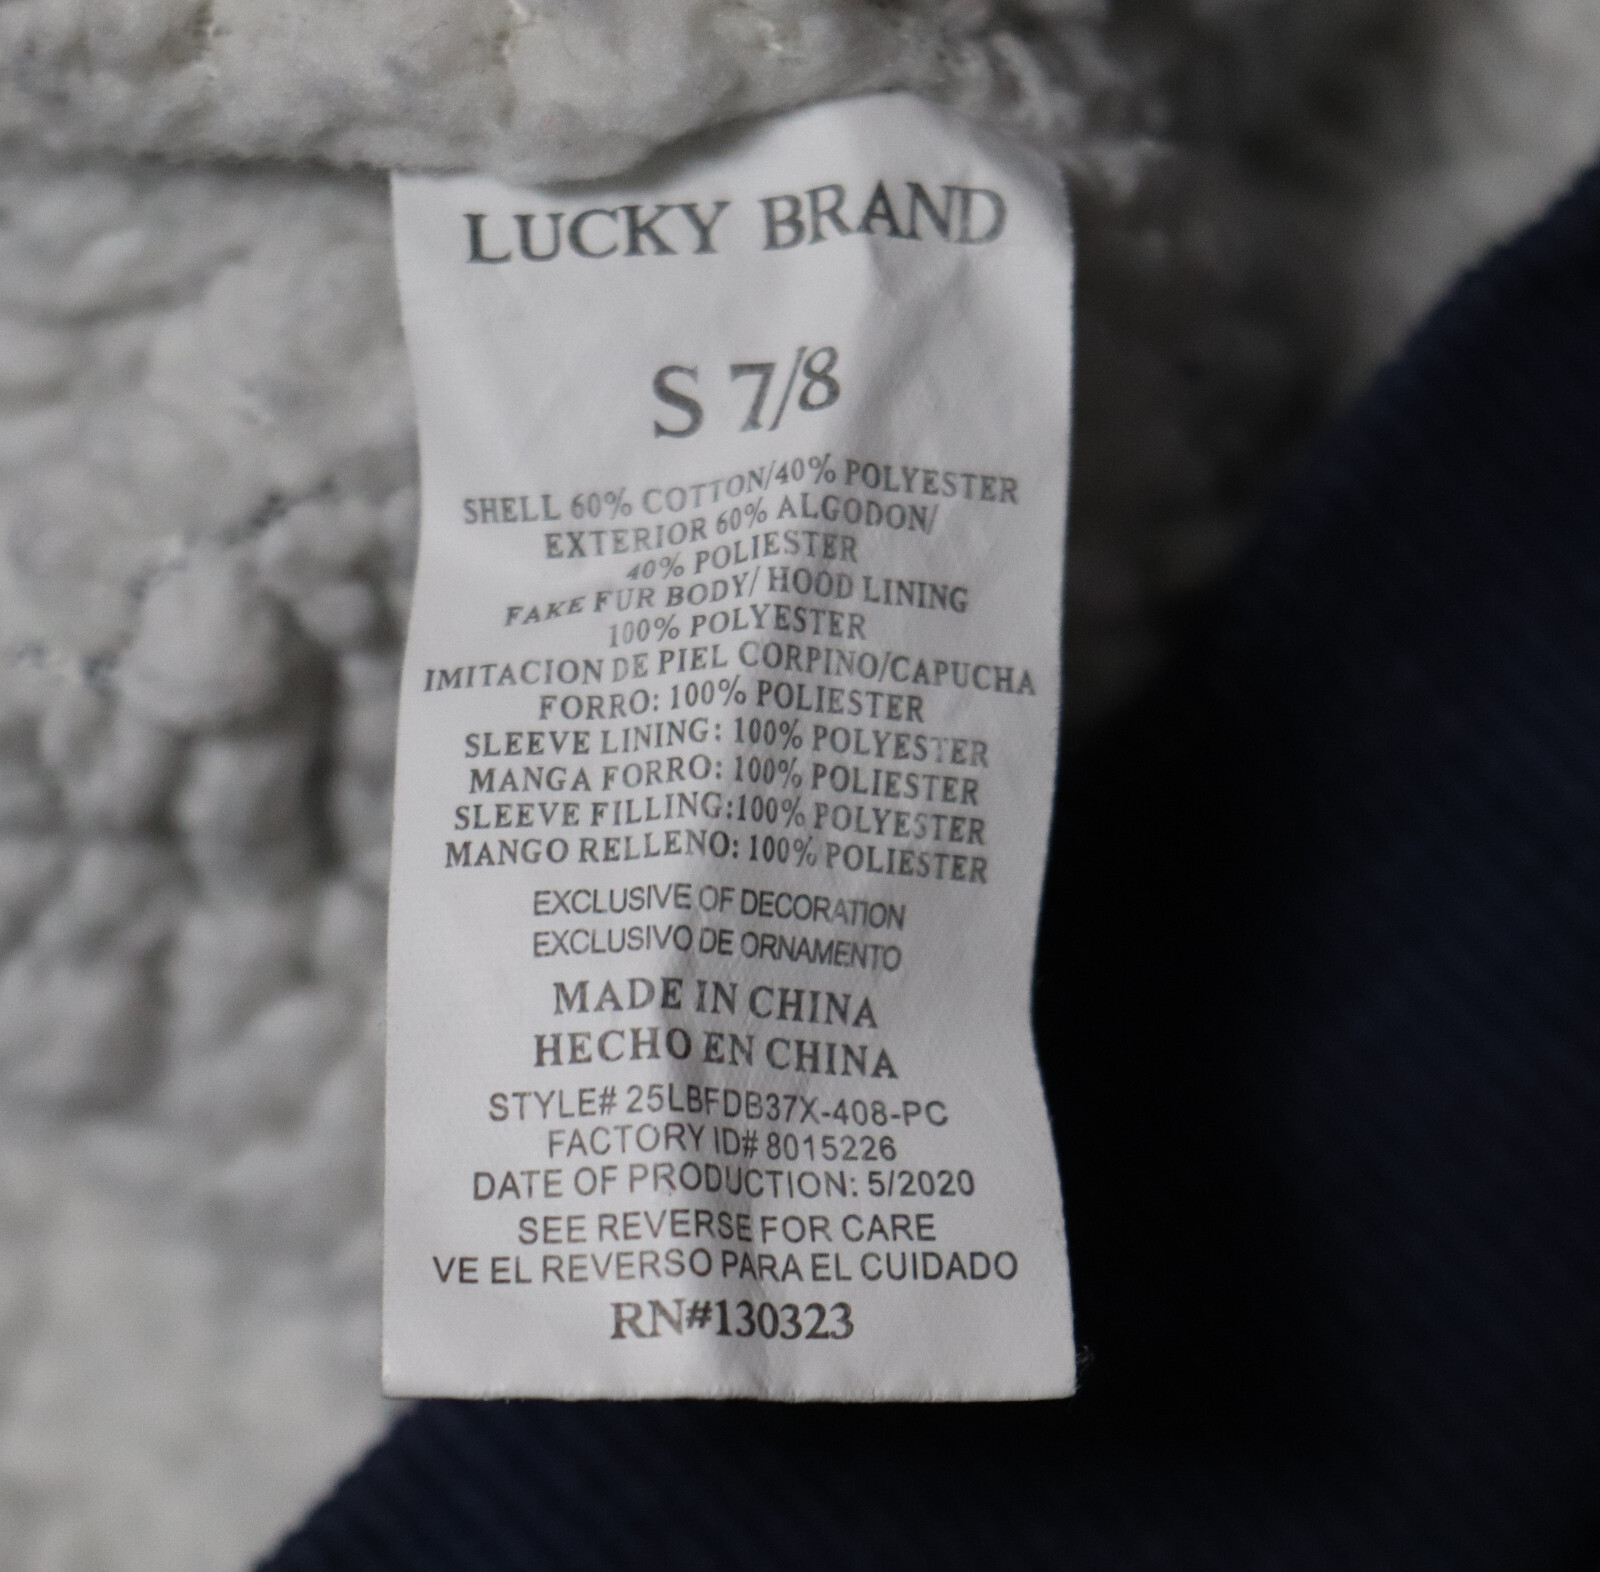 LUCKY BRAND
S 7/8
SHELL 60% COTTON/40% POLYESTER
EXTERIOR 60% ALGODON/
40% POLIESTER
FAKE FUR BODY/ HOOD LINING
100% POLYESTER
IMITACION DE PIEL CORPINO/CAPUCHA
FORRO: 100% POLIESTER
SLEEVE LINING: 100% POLYESTER
MANGA FORRO: 100% POLIESTER
SLEEVE FILLING:100% POLYESTER
MANGO RELLENO: 100% POLIESTER
EXCLUSIVE OF DECORATION
EXCLUSIVO DE ORNAMENTO
MADE IN CHINA
HECHO EN CHINA
STYLE# 25LBFDB37X-408-PC
FACTORY ID# 8015226
DATE OF PRODUCTION: 5/2020
SEE REVERSE FOR CARE
VE EL REVERSO PARA EL CUIDADO
RN#130323